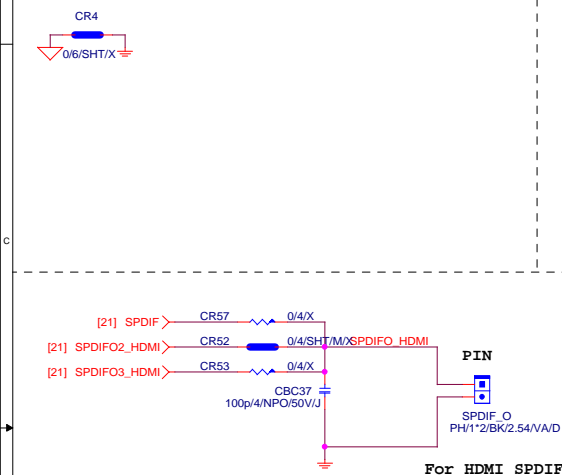 CR4
0/6/SHT/X
C
[21] SPDIF CR57 0/4/X
[21] SPDIFO2_HDMI CR52 0/4/SHT/M/X SPDIFO_HDMI
[21] SPDIFO3_HDMI CR53 0/4/X
PIN
CBC37
100p/4/NPO/50V/J
SPDIF_O
PH/1*2/BK/2.54/VA/D
For HDMI SPDIF